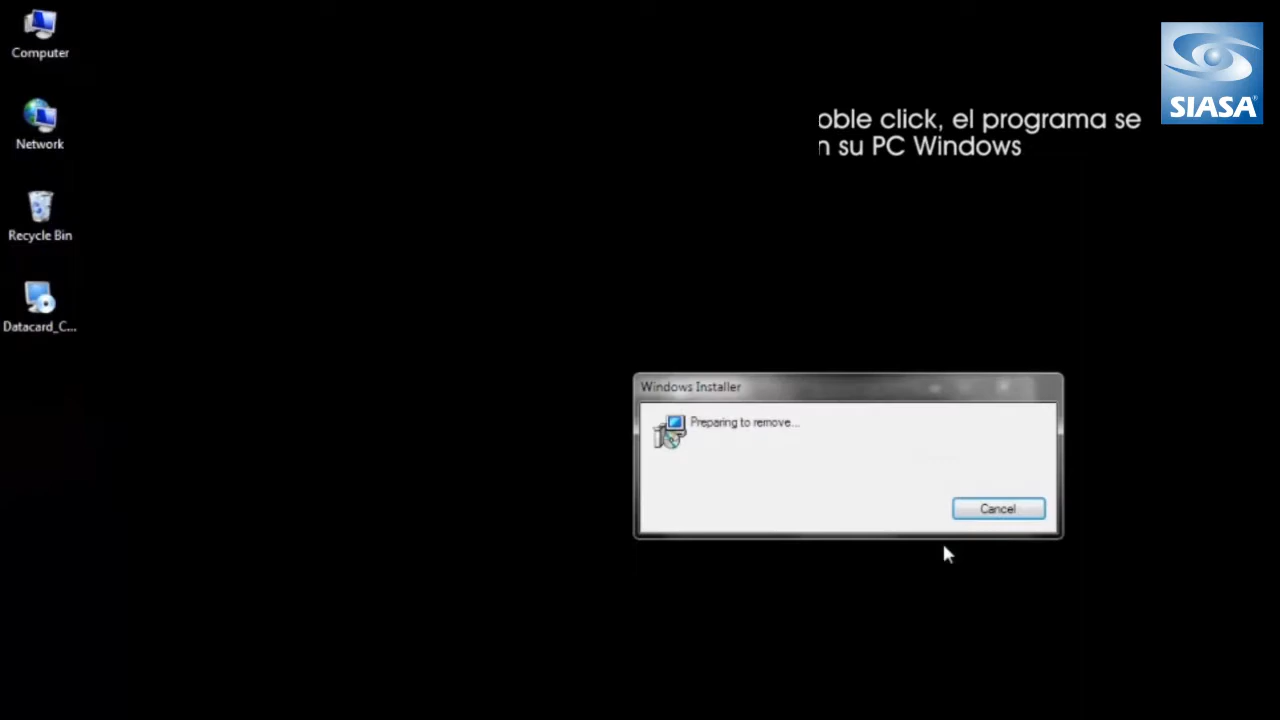 Computer
Network
Recycle Bin
Datacard_C...
SIASA
oble click, el programa se
n su PC Windows
Windows Installer
Preparing to remove...
Cancel